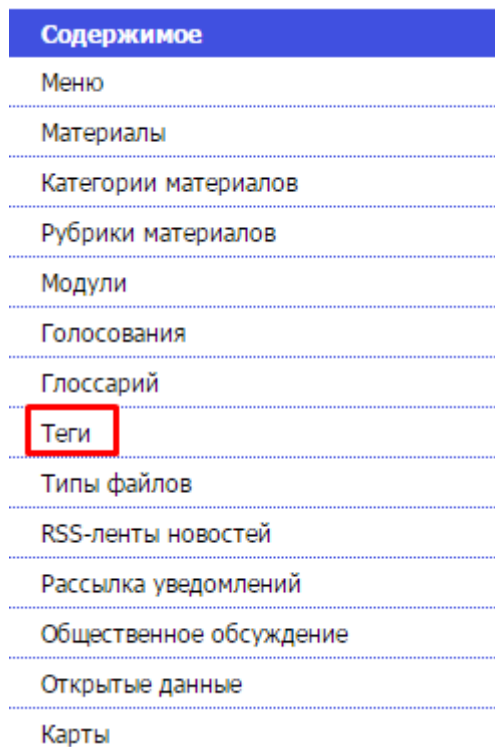 Содержимое
Меню
Материалы
Категории материалов
Рубрики материалов
Модули
Голосования
Глоссарий
Теги
Типы файлов
RSS-ленты новостей
Рассылка уведомлений
Общественное обсуждение
Открытые данные
Карты